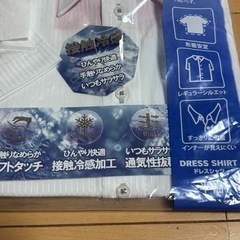 接触冷感
ひんやり快適
手触りなめらか
いつもサラサラ
形態安定
レギュラーシルエット
すっきり
インナーが見えにくい
DRESS SHIRT
ドレスシャツ
触りなめらか
フトタッチ
ひんやり快適
接触冷感加工
いつもサラサラ
通気性抜